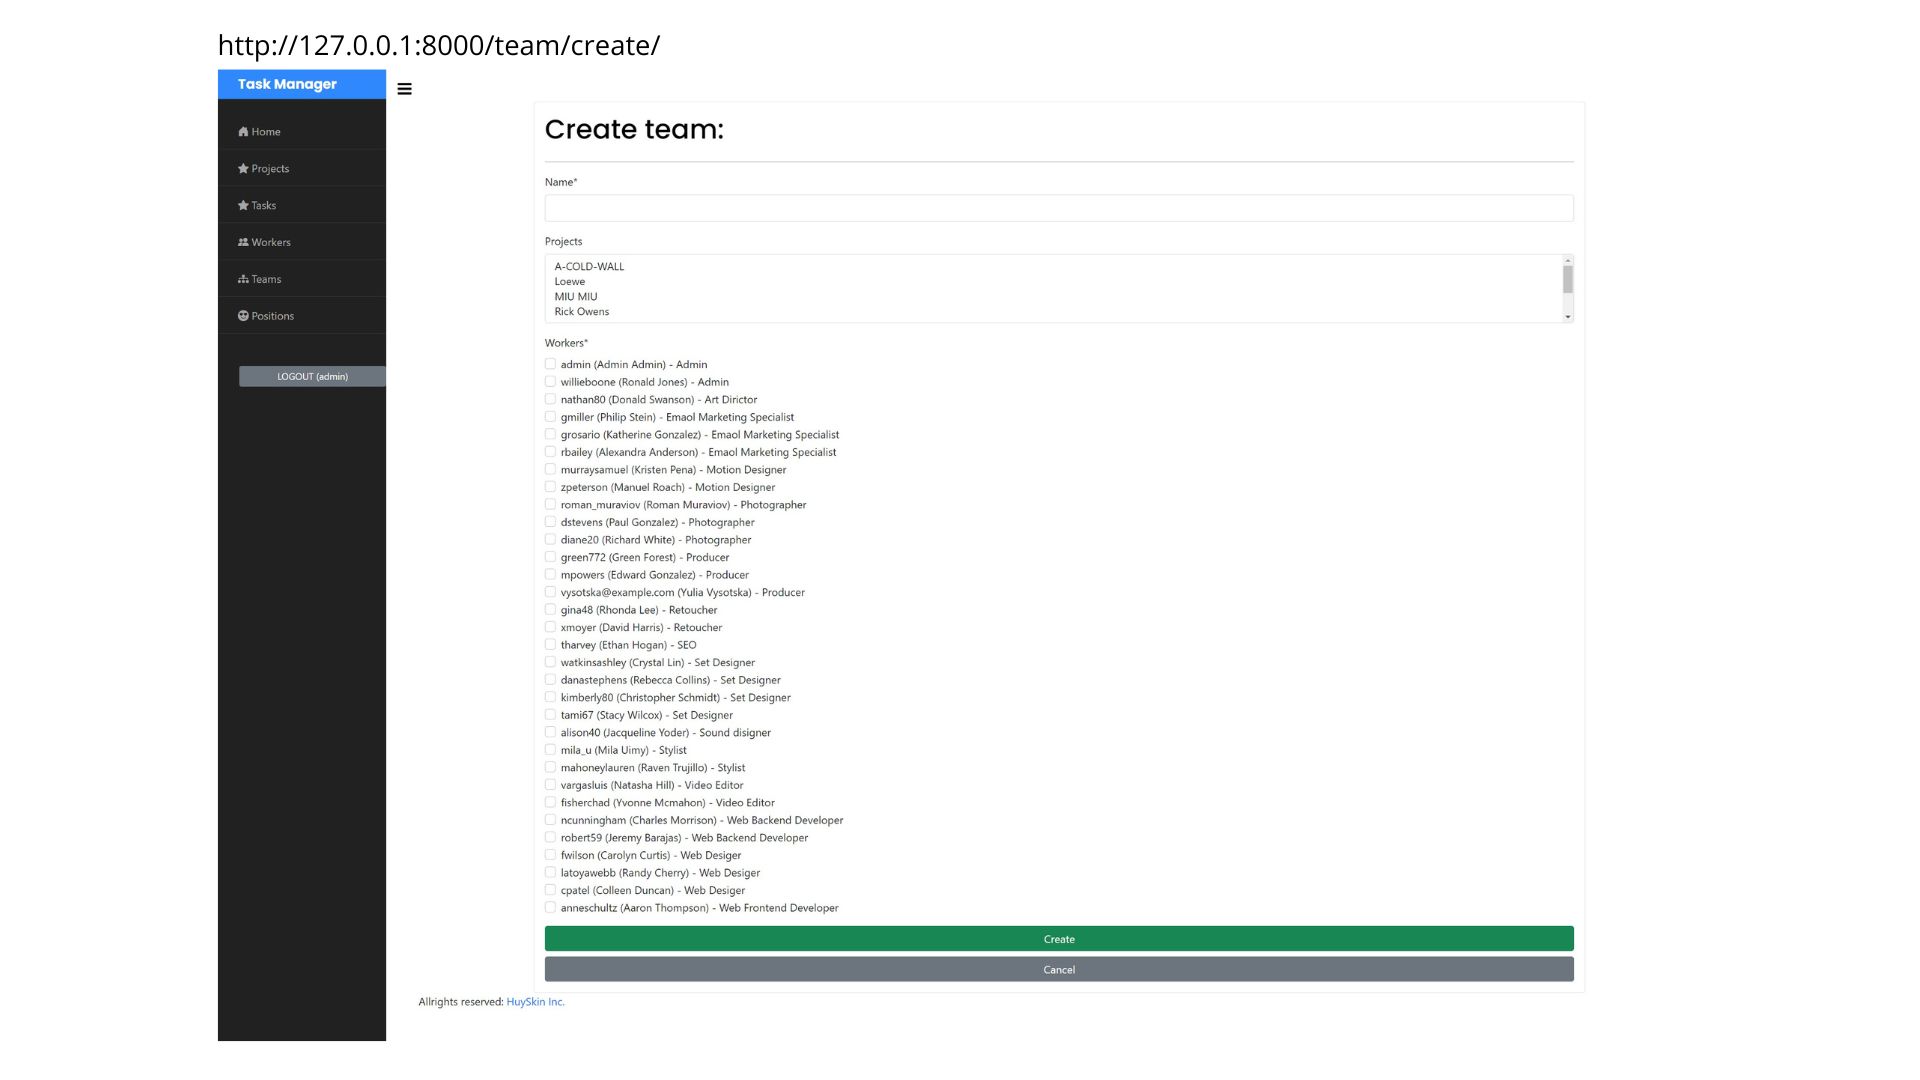 http://127.0.0.1:8000/team/create/
Task Manager
Home
Projects
Tasks
Workers
Teams
Positions
LOGOUT (admin)
Create team:
Name*
Projects
A-COLD-WALL
Loewe
MIU MIU
Rick Owens
Workers*
admin (Admin Admin) - Admin
willieboone (Ronald Jones) - Admin
nathan80 (Donald Swanson) - Art Dirictor
gmiller (Philip Stein) - Emaol Marketing Specialist
grosario (Katherine Gonzalez) - Emaol Marketing Specialist
rbailey (Alexandra Anderson) - Emaol Marketing Specialist
murraysamuel (Kristen Pena) - Motion Designer
zpeterson (Manuel Roach) - Motion Designer
roman_muraviov (Roman Muraviov) - Photographer
dstevens (Paul Gonzalez) - Photographer
diane20 (Richard White) - Photographer
green772 (Green Forest) - Producer
mpowers (Edward Gonzalez) - Producer
vysotska@example.com (Yulia Vysotska) - Producer
gina48 (Rhonda Lee) - Retoucher
xmoyer (David Harris) - Retoucher
tharvey (Ethan Hogan) - SEO
watkinsashley (Crystal Lin) - Set Designer
danastephens (Rebecca Collins) - Set Designer
kimberly80 (Christopher Schmidt) - Set Designer
tami67 (Stacy Wilcox) - Set Designer
alison40 (Jacqueline Yoder) - Sound disigner
mila_u (Mila Uimy) - Stylist
mahoneylauren (Raven Trujillo) - Stylist
vargasluis (Natasha Hill) - Video Editor
fisherchad (Yvonne Mcmahon) - Video Editor
ncunningham (Charles Morrison) - Web Backend Developer
robert59 (Jeremy Barajas) - Web Backend Developer
fwilson (Carolyn Curtis) - Web Desiger
latoyawebb (Randy Cherry) - Web Desiger
cpatel (Colleen Duncan) - Web Desiger
anneschultz (Aaron Thompson) - Web Frontend Developer
Create
Cancel
Allrights reserved: HuySkin Inc.